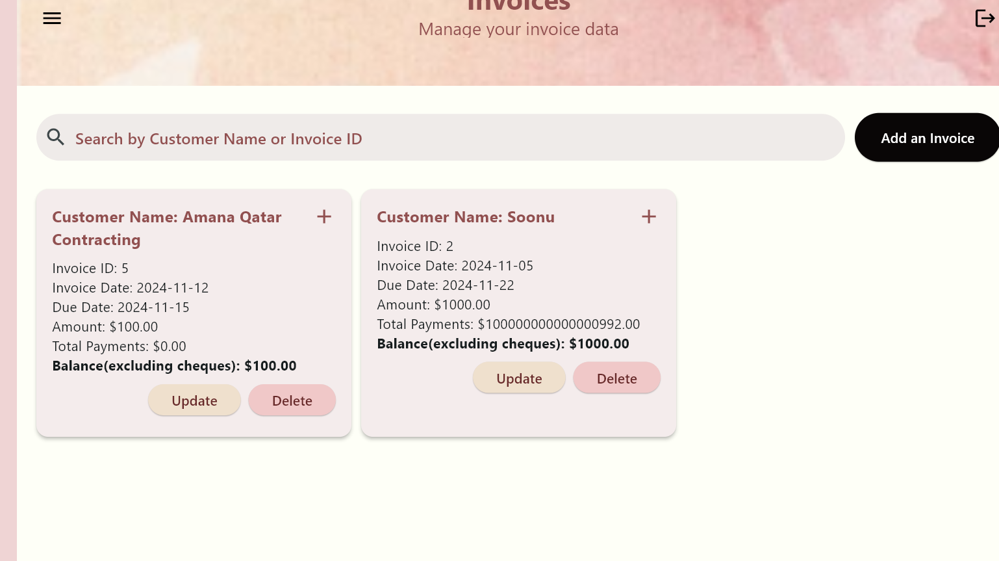 Invoices
Manage your invoice data
Search by Customer Name or Invoice ID
Add an Invoice
Customer Name: Amana Qatar
Contracting
Invoice ID: 5
Invoice Date: 2024-11-12
Due Date: 2024-11-15
Amount: $100.00
Total Payments: $0.00
Balance(excluding cheques): $100.00
Update
Delete
Customer Name: Soonu
Invoice ID: 2
Invoice Date: 2024-11-05
Due Date: 2024-11-22
Amount: $1000.00
Total Payments: $100000000000000992.00
Balance(excluding cheques): $1000.00
Update
Delete